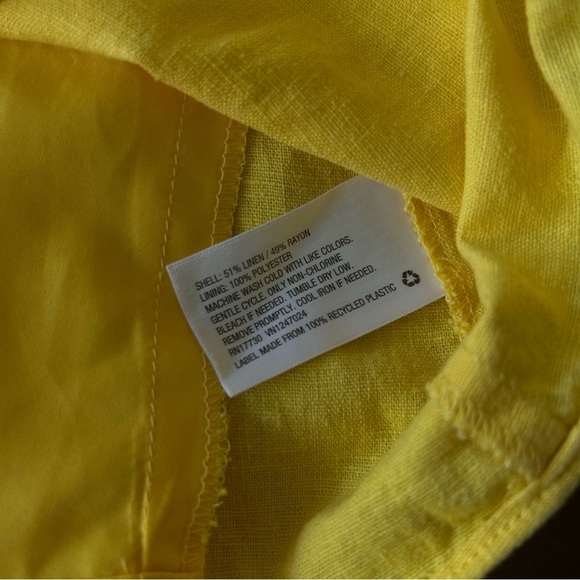 SHELL: 51% LINEN / 49% RAYON
LINING: 100% POLYESTER
MACHINE WASH COLD WITH LIKE COLORS.
GENTLE CYCLE. ONLY NON-CHLORINE
BLEACH IF NEEDED. TUMBLE DRY LOW.
REMOVE PROMPTLY. COOL IRON IF NEEDED.
RN17730 VN1247024
LABEL MADE FROM 100% RECYCLED PLASTIC